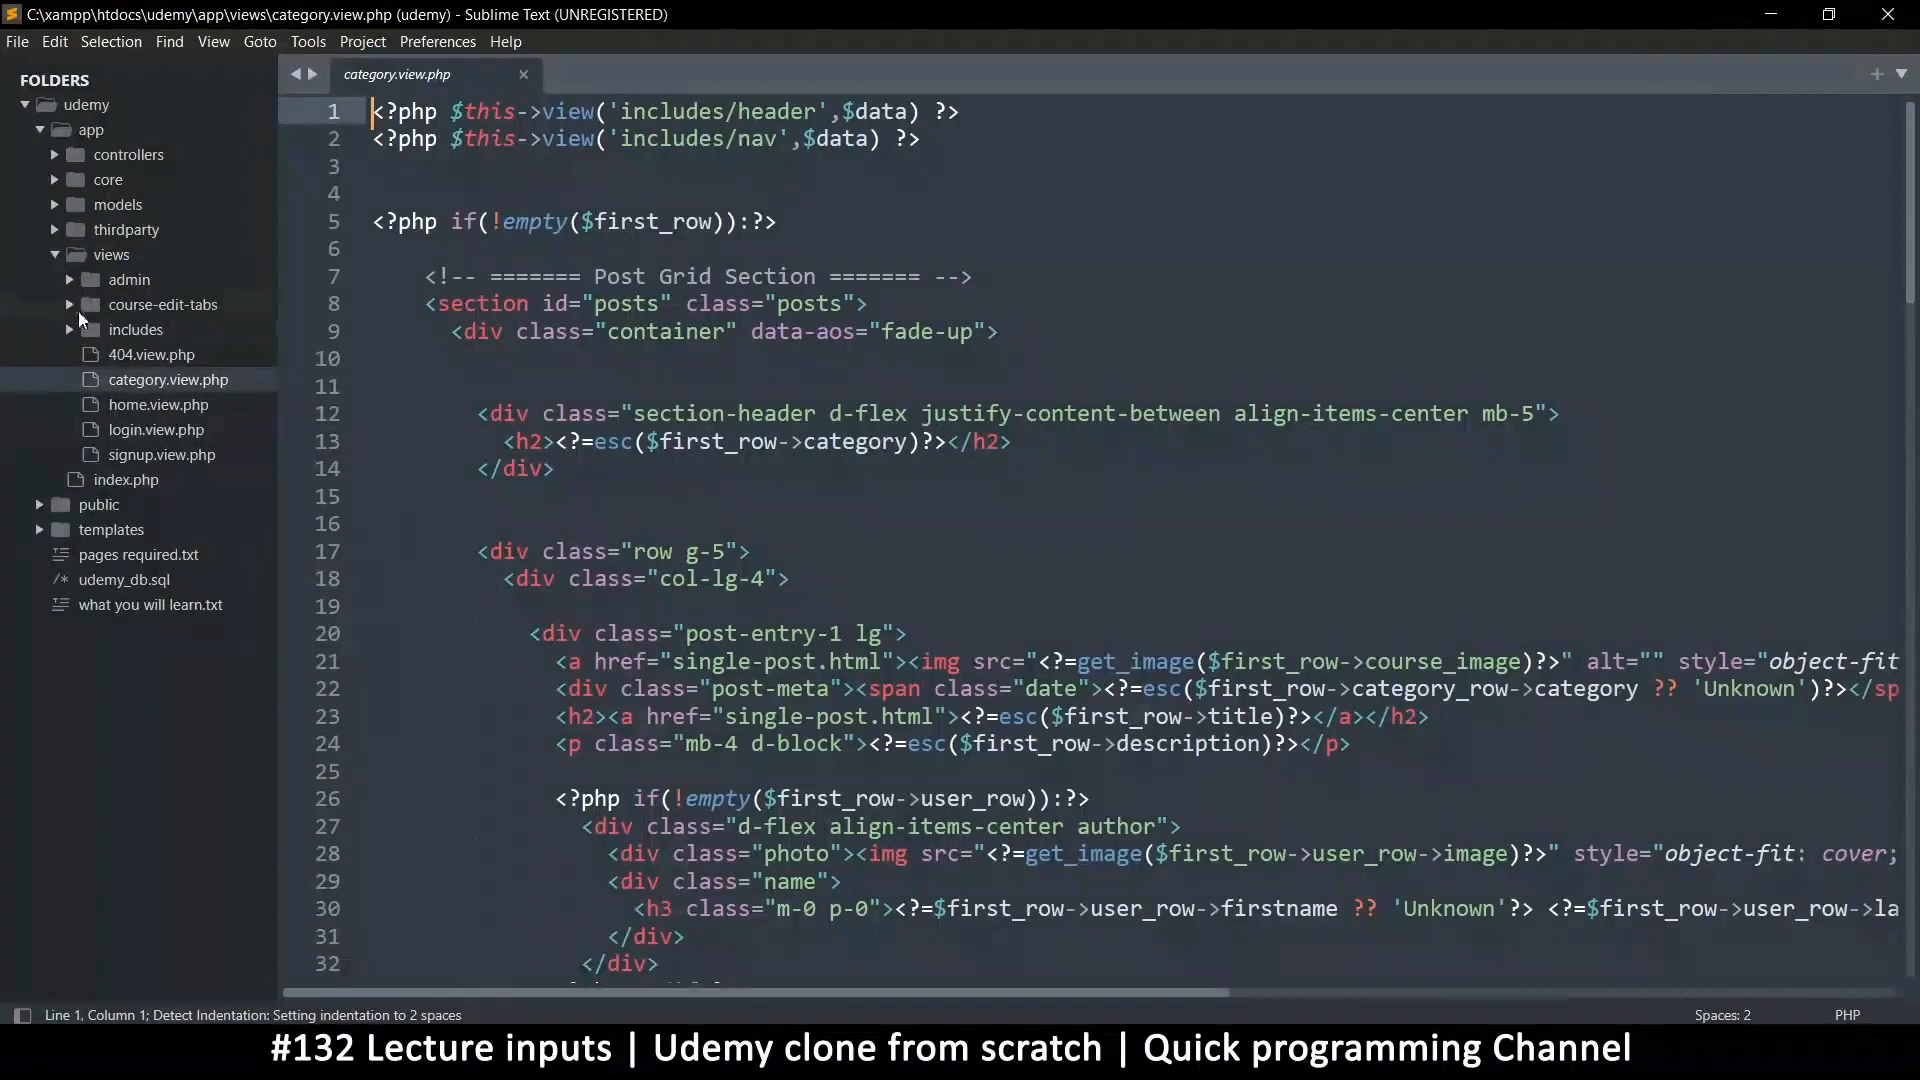 C:\xampp\htdocs\udemy\app\views\category.view.php (udemy) - Sublime Text (UNREGISTERED)
File Edit Selection Find View Goto Tools Project Preferences Help
FOLDERS
udemy
app
controllers
core
models
thirdparty
views
admin
course-edit-tabs
includes
404.view.php
category.view.php
home.view.php
login.view.php
signup.view.php
index.php
public
templates
pages required.txt
udemy_db.sql
what you will learn.txt
category.view.php
1 <?php $this->view('includes/header',$data) ?>
2 <?php $this->view('includes/nav',$data) ?>
3
4
5 <?php if(!empty($first_row)):?>
6
7 <!-- ======= Post Grid Section ======= -->
8 <section id="posts" class="posts">
9 <div class="container" data-aos="fade-up">
10
11
12 <div class="section-header d-flex justify-content-between align-items-center mb-5">
13 <h2><?=esc($first_row->category)?></h2>
14 </div>
15
16
17 <div class="row g-5">
18 <div class="col-lg-4">
19
20 <div class="post-entry-1 lg">
21 <a href="single-post.html"><img src="<?=get_image($first_row->course_image)?>" alt="" style="object-fit
22 <div class="post-meta"><span class="date"><?=esc($first_row->category_row->category ?? 'Unknown')?></sp
23 <h2><a href="single-post.html"><?=esc($first_row->title)?></a></h2>
24 <p class="mb-4 d-block"><?=esc($first_row->description)?></p>
25
26 <?php if(!empty($first_row->user_row)):?>
27 <div class="d-flex align-items-center author">
28 <div class="photo"><img src="<?=get_image($first_row->user_row->image)?>" style="object-fit: cover;
29 <div class="name">
30 <h3 class="m-0 p-0"><?=$first_row->user_row->firstname ?? 'Unknown'?> <?=$first_row->user_row->la
31 </div>
32 </div>
Line 1, Column 1; Detect Indentation: Setting indentation to 2 spaces
Spaces: 2
PHP
#132 Lecture inputs | Udemy clone from scratch | Quick programming Channel